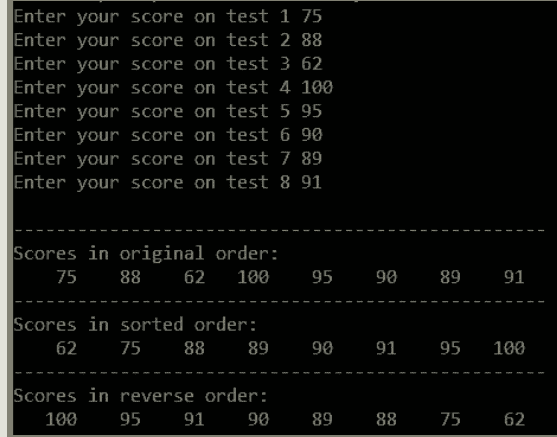 Enter your score on test 1 75
Enter your score on test 2 88
Enter your score on test 3 62
Enter your score on test 4 100
Enter your score on test 5 95
Enter your score on test 6 90
Enter your score on test 7 89
Enter your score on test 8 91
--------------------------------------------------
Scores in original order:
75 88 62 100 95 90 89 91
--------------------------------------------------
Scores in sorted order:
62 75 88 89 90 91 95 100
--------------------------------------------------
Scores in reverse order:
100 95 91 90 89 88 75 62